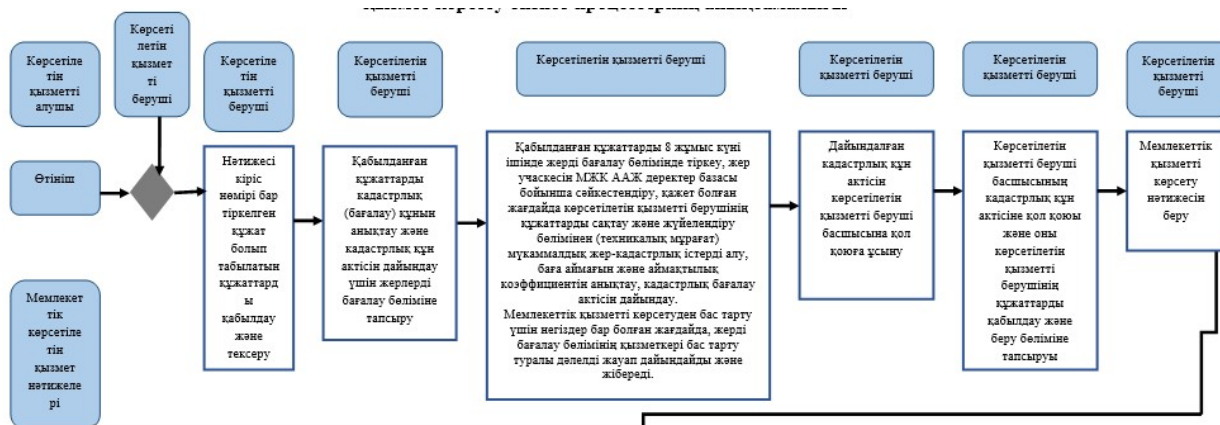 Көрсеті
летін
қызмет
ті
беруші
Көрсетіле
тін
қызметті
алушы
Көрсетіле
тін
қызметті
беруші
Көрсетілетін
қызметті
беруші
Көрсетілетін қызметті беруші
Көрсетілетін
қызметті беруші
Көрсетілетін
қызметті беруші
Көрсетілетін
қызметті
беруші
Өтініш
Нәтижесі
кіріс
нөмірі бар
тіркелген
құжат
болып
табылатын
құжаттард
ы
қабылдау
және
тексеру
Қабылданған
құжаттарды
кадастрлық
(бағалау) құнын
анықтау және
кадастрлық құн
актісін дайындау
үшін жерлерді
бағалау бөліміне
тапсыру
Қабылданған құжаттарды 8 жұмыс күні
ішінде жерді бағалау бөлімінде тіркеу, жер
учаскесін МЖК ААЖ деректер базасы
бойынша сәйкестендіру, қажет болған
жағдайда көрсетілетін қызметті берушінің
құжаттарды сақтау және жүйелендіру
бөлімінен (техникалық мұрағат)
мүкаммалдық жер-кадастрлық істерді алу,
баға аймағын және аймақтылық
коэффициентін анықтау, кадастрлық бағалау
актісін дайындау.
Мемлекеттік қызметті көрсетуден бас тарту
үшін негіздер бар болған жағдайда, жерді
бағалау бөлімінің қызметкері бас тарту
туралы дәлелді жауап дайындайды және
жібереді.
Дайындалған
кадастрлық құн
актісін
көрсетілетін
қызметті беруші
басшысына қол
қоюға ұсыну
Көрсетілетін
қызметті беруші
басшысының
кадастрлық құн
актісіне қол қоюы
және оны
көрсетілетін
қызметті
берушінің
құжаттарды
қабылдау және
беру бөліміне
тапсыруы
Мемлекеттік
қызметті
көрсету
нәтижесін
беру
Мемлекет
тік
көрсетіле
тін
қызмет
нәтижеле
рі